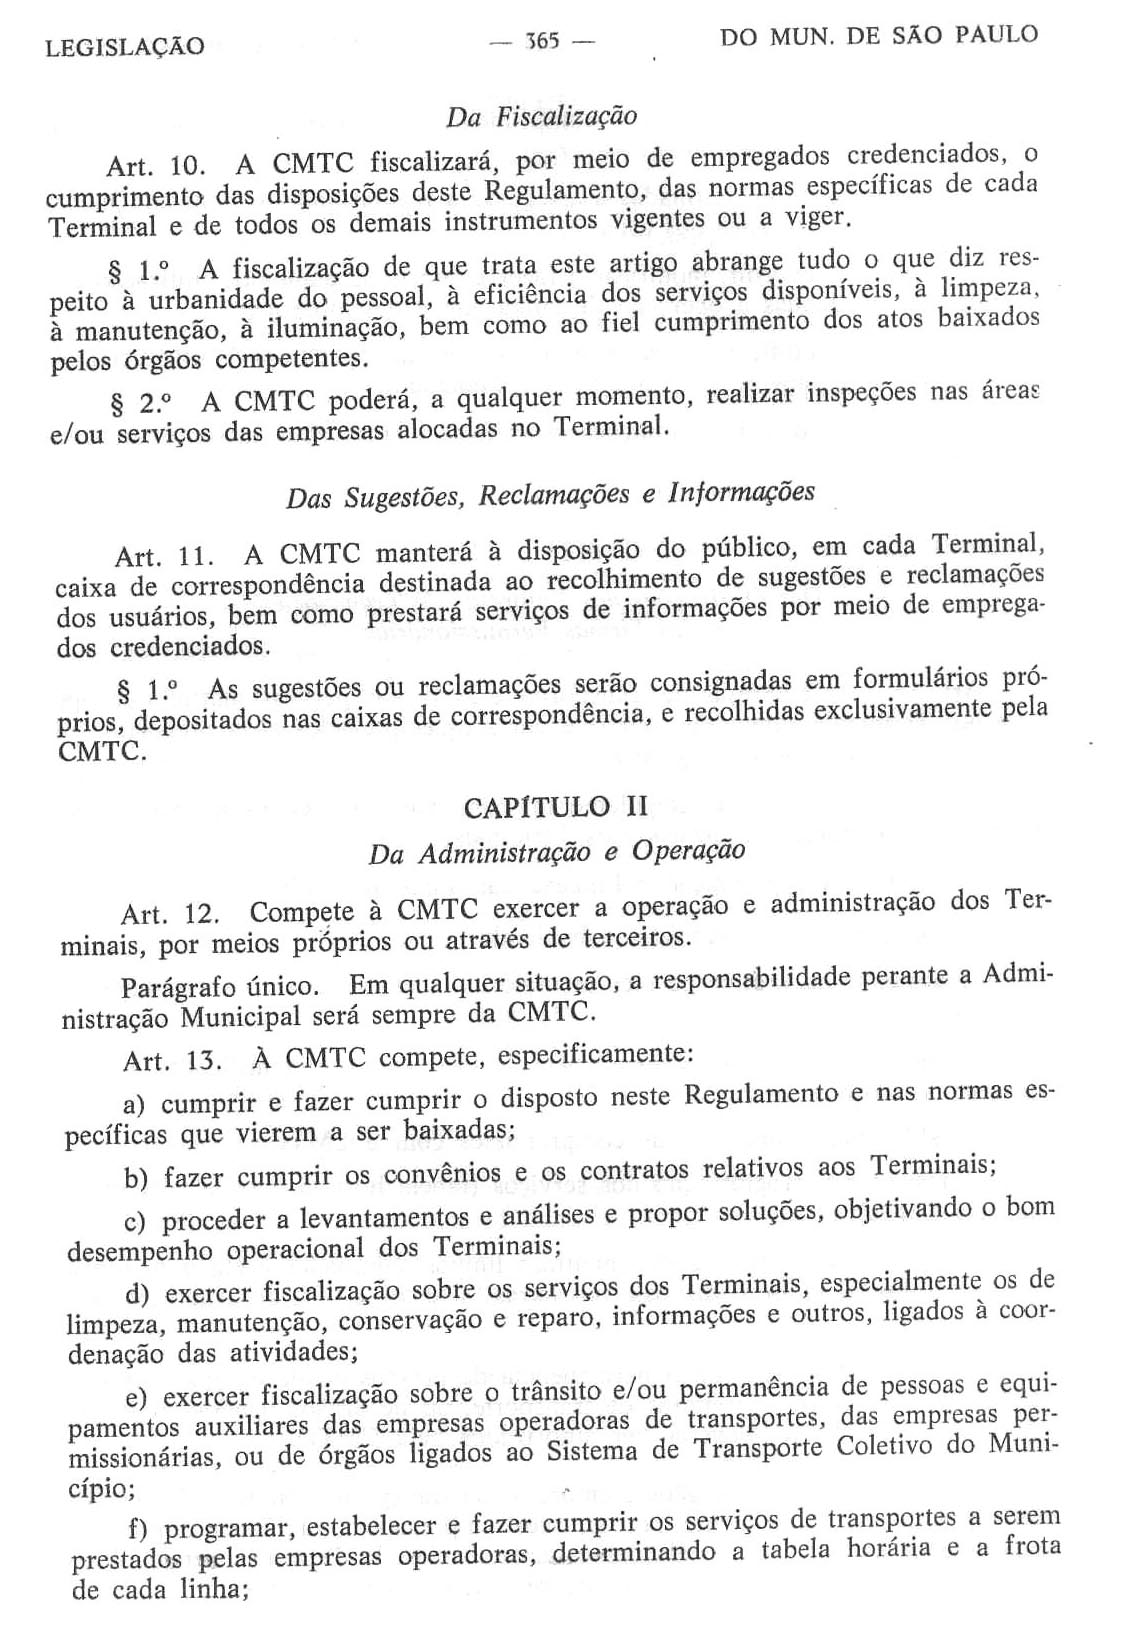 LEGISLAÇÃO — 365 — DO MUN. DE SÃO PAULO
Da Fiscalização
Art. 10. A CMTC fiscalizará, por meio de empregados credenciados, o
cumprimento das disposições deste Regulamento, das normas específicas de cada
Terminal e de todos os demais instrumentos vigentes ou a viger.
§ 1.º A fiscalização de que trata este artigo abrange tudo o que diz res-
peito à urbanidade do pessoal, à eficiência dos serviços disponíveis, à limpeza,
à manutenção, à iluminação, bem como ao fiel cumprimento dos atos baixados
pelos órgãos competentes.
§ 2.º A CMTC poderá, a qualquer momento, realizar inspeções nas áreas
e/ou serviços das empresas alocadas no Terminal.
Das Sugestões, Reclamações e Informações
Art. 11. A CMTC manterá à disposição do público, em cada Terminal,
caixa de correspondência destinada ao recolhimento de sugestões e reclamações
dos usuários, bem como prestará serviços de informações por meio de emprega-
dos credenciados.
§ 1.º As sugestões ou reclamações serão consignadas em formulários pró-
prios, depositados nas caixas de correspondência, e recolhidas exclusivamente pela
CMTC.
CAPÍTULO II
Da Administração e Operação
Art. 12. Compete à CMTC exercer a operação e administração dos Ter-
minais, por meios próprios ou através de terceiros.
Parágrafo único. Em qualquer situação, a responsabilidade perante a Admi-
nistração Municipal será sempre da CMTC.
Art. 13. À CMTC compete, especificamente:
a) cumprir e fazer cumprir o disposto neste Regulamento e nas normas es-
pecíficas que vierem a ser baixadas;
b) fazer cumprir os convênios e os contratos relativos aos Terminais;
c) proceder a levantamentos e análises e propor soluções, objetivando o bom
desempenho operacional dos Terminais;
d) exercer fiscalização sobre os serviços dos Terminais, especialmente os de
limpeza, manutenção, conservação e reparo, informações e outros, ligados à coor-
denação das atividades;
e) exercer fiscalização sobre o trânsito e/ou permanência de pessoas e equi-
pamentos auxiliares das empresas operadoras de transportes, das empresas per-
missionárias, ou de órgãos ligados ao Sistema de Transporte Coletivo do Muni-
cípio;
f) programar, estabelecer e fazer cumprir os serviços de transportes a serem
prestados pelas empresas operadoras, determinando a tabela horária e a frota
de cada linha;